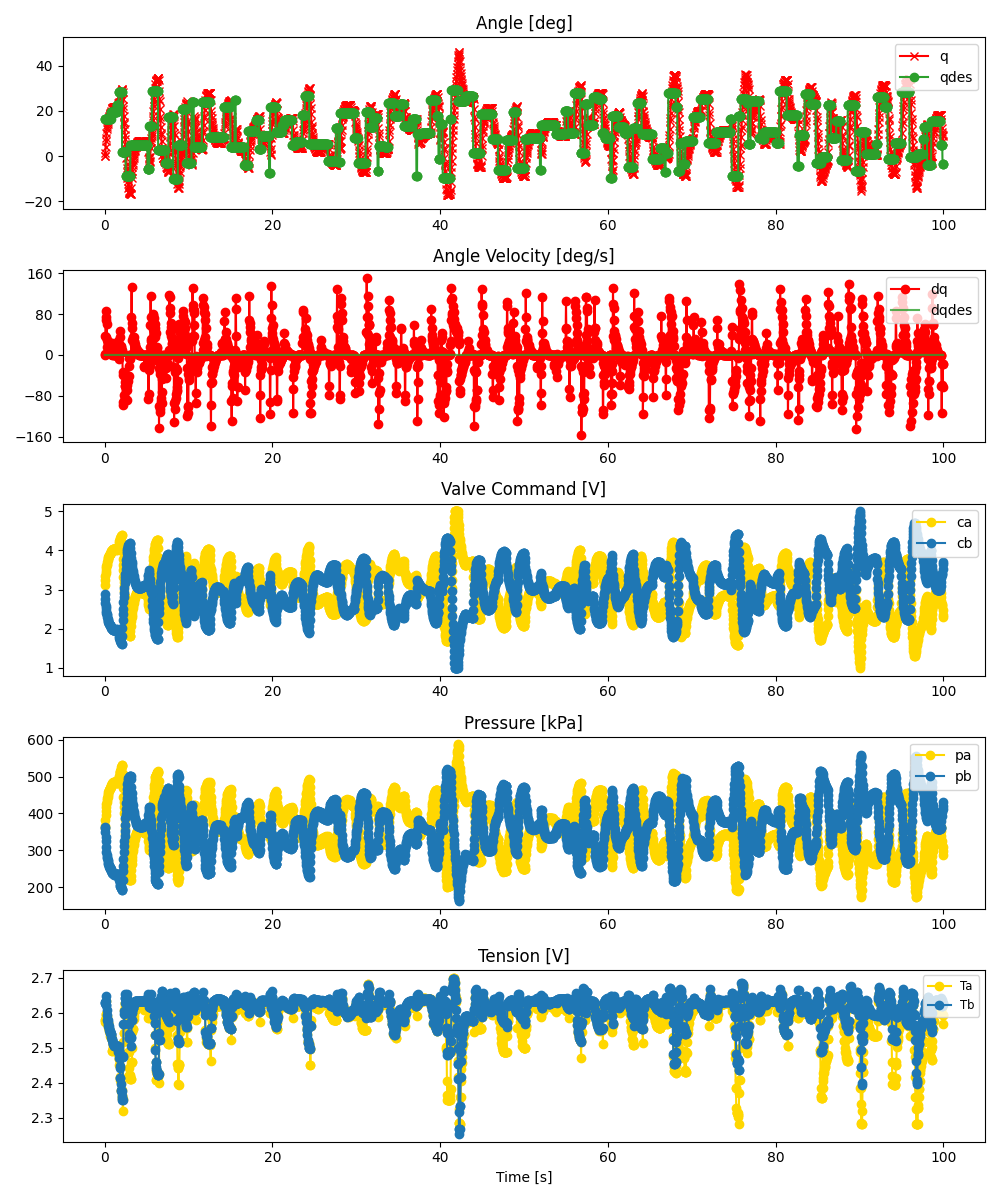 Angle [deg]
40
20
0
−20
q
qdes
0 20 40 60 80 100
Angle Velocity [deg/s]
160
80
0
−80
−160
dq
dqdes
0 20 40 60 80 100
Valve Command [V]
5
4
3
2
1
ca
cb
0 20 40 60 80 100
Pressure [kPa]
600
500
400
300
200
pa
pb
0 20 40 60 80 100
Tension [V]
2.7
2.6
2.5
2.4
2.3
Ta
Tb
0 20 40 60 80 100
Time [s]